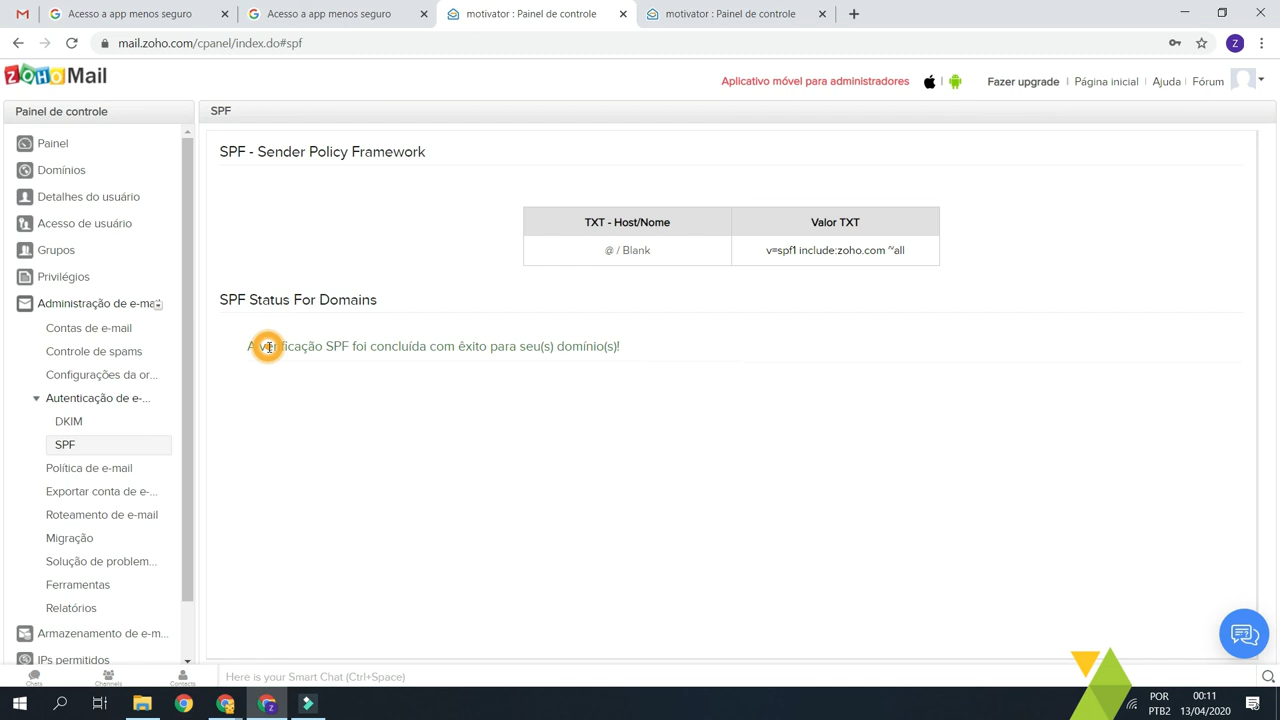 Acesso a app menos seguro
Acesso a app menos seguro
motivator : Painel de controle
motivator : Painel de controle
mail.zoho.com/cpanel/index.do#spf
Z
ZOHO Mail
Aplicativo móvel para administradores
Fazer upgrade
Página inicial
Ajuda
Fórum
Painel de controle
SPF
Painel
Domínios
Detalhes do usuário
Acesso de usuário
Grupos
Privilégios
Administração de e-ma
Contas de e-mail
Controle de spams
Configurações da or...
Autenticação de e-...
DKIM
SPF
Política de e-mail
Exportar conta de e-...
Roteamento de e-mail
Migração
Solução de problem...
Ferramentas
Relatórios
Armazenamento de e-m...
IPs permitidos
SPF - Sender Policy Framework
TXT - Host/Nome Valor TXT
@ / Blank v=spf1 include:zoho.com ~all
SPF Status For Domains
A verificação SPF foi concluída com êxito para seu(s) domínio(s)!
Chats
Channels
Contacts
Here is your Smart Chat (Ctrl+Space)
POR
PTB2
00:11
13/04/2020